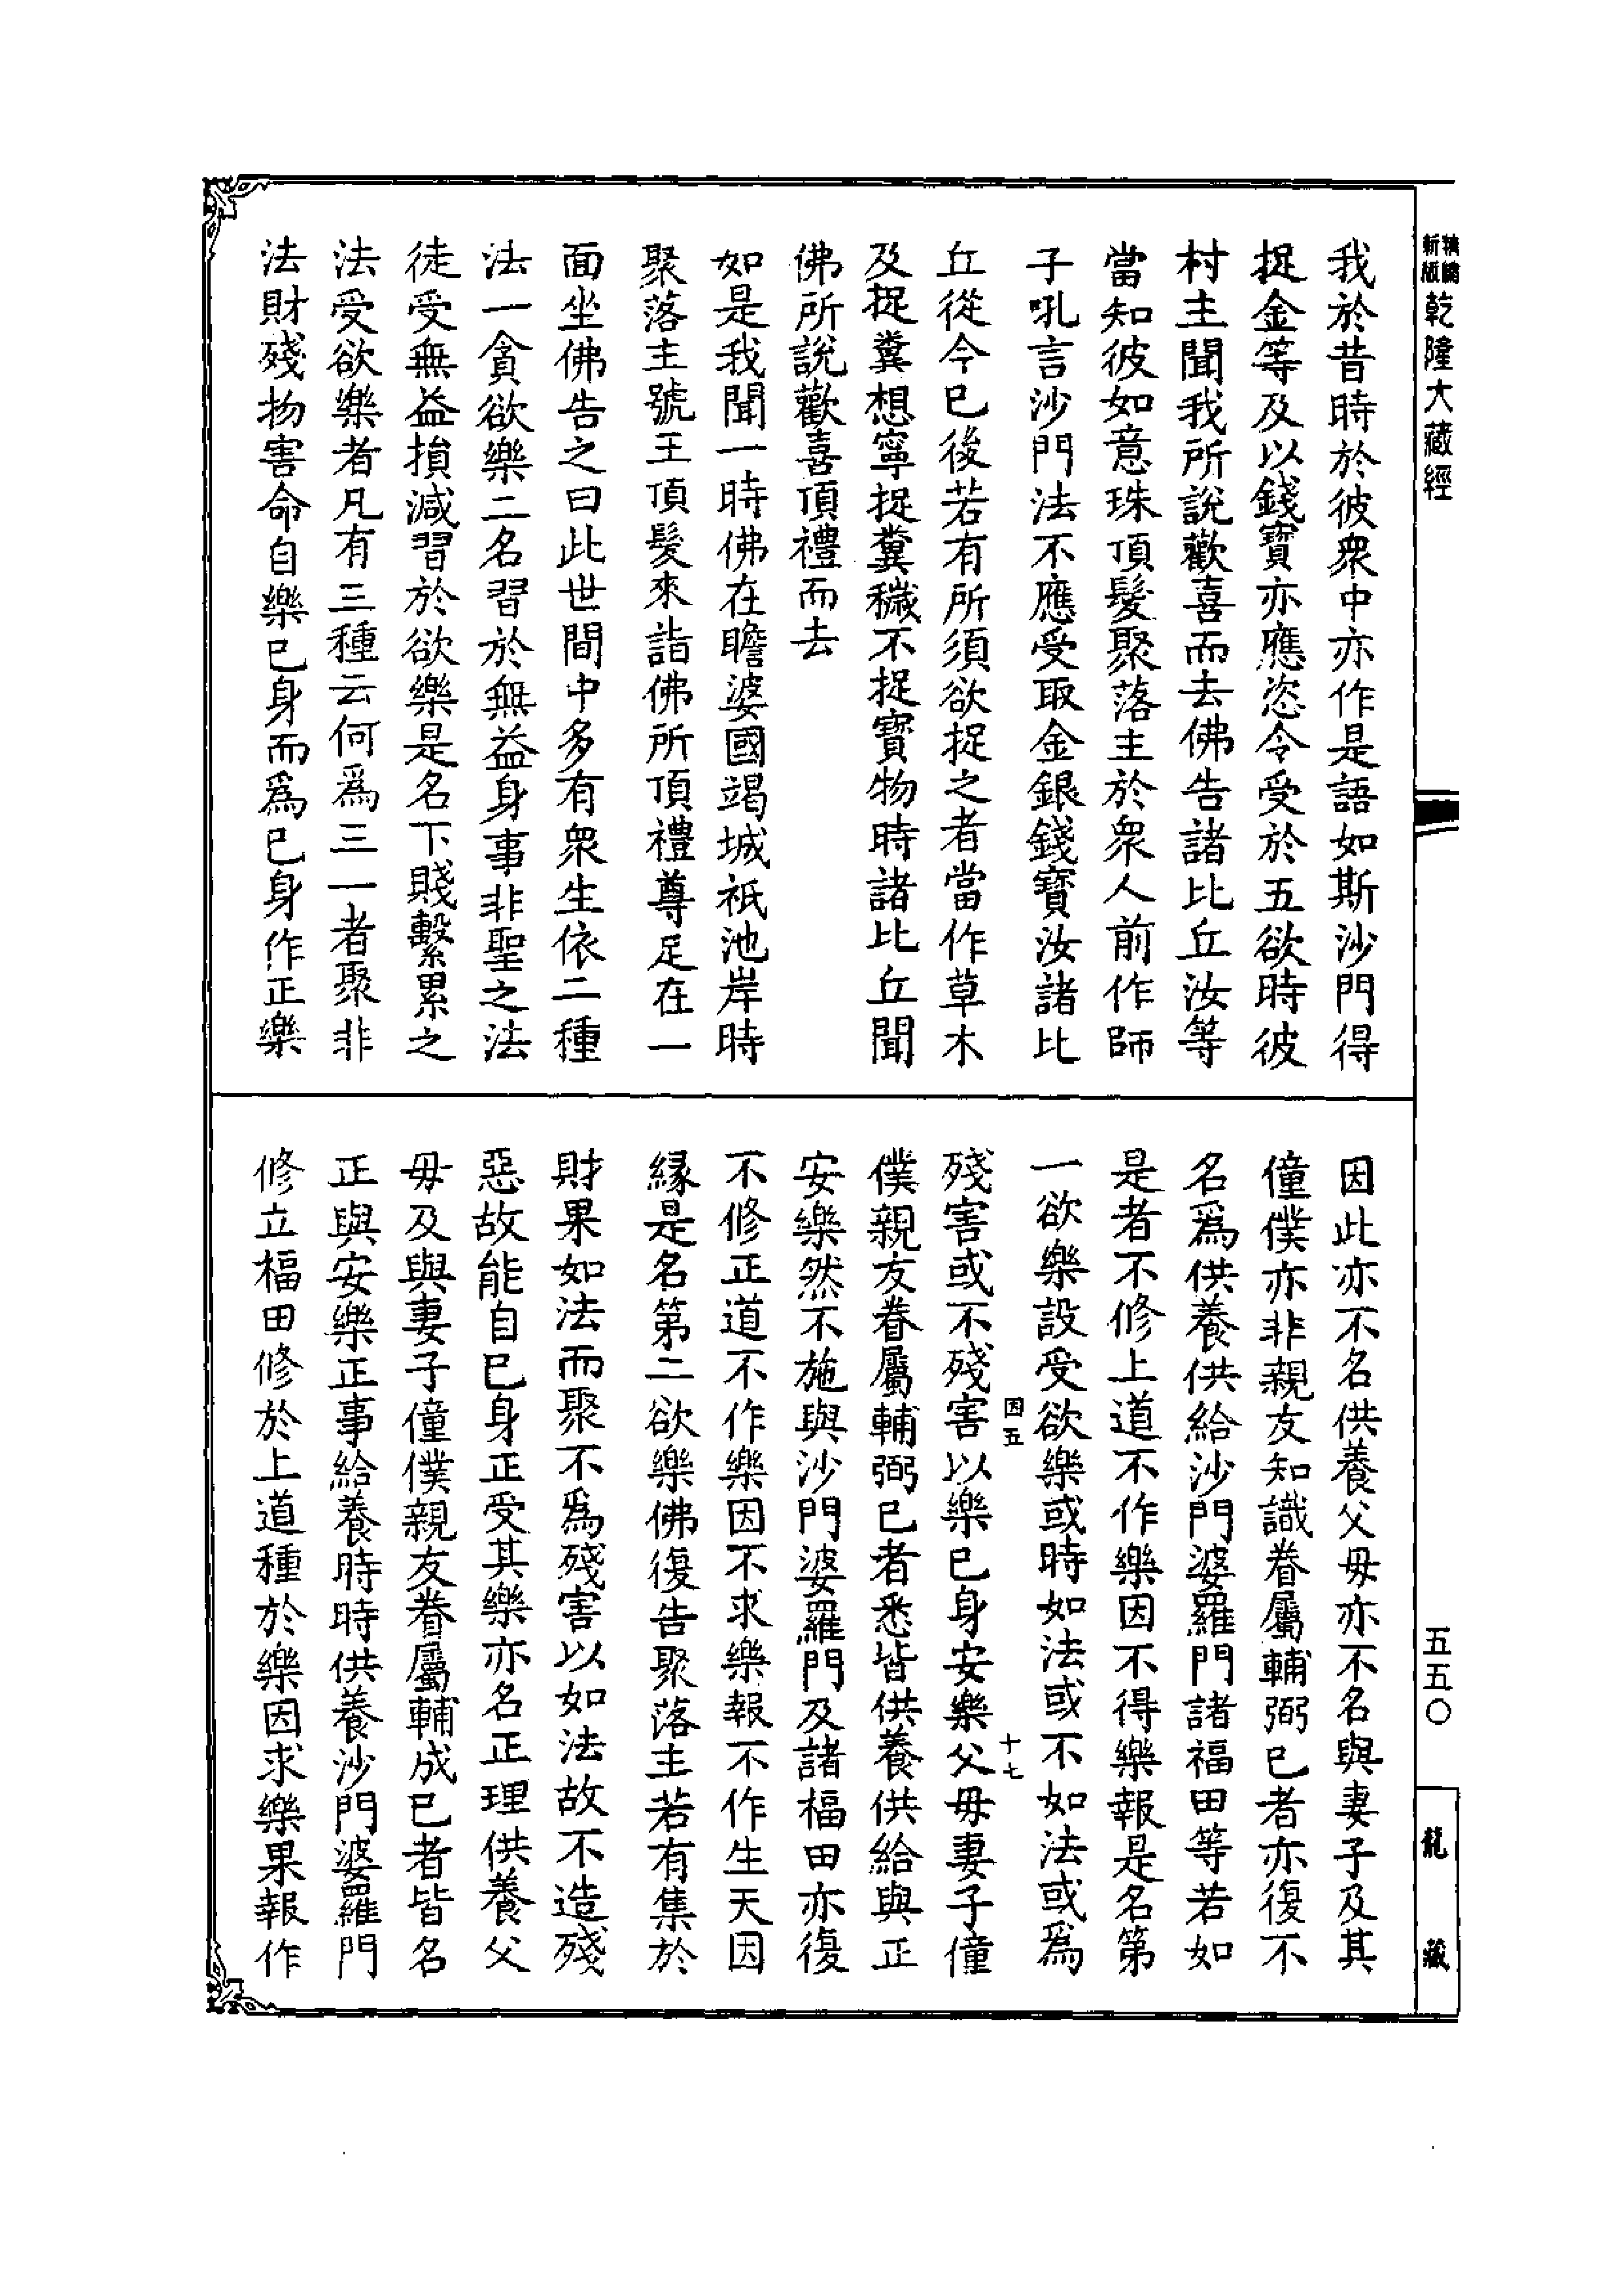 新版
乾隆大藏經
我於昔時於彼衆中亦作是語如斯沙門得
捉金等及以錢寶亦應恣令受於五欲時彼
村主聞我所說歡喜而去佛告諸比丘汝等
當知彼如意珠頂髮聚落主於衆人前作師
子吼言沙門法不應受取金銀錢寶汝諸比
丘從今已後若有所須欲捉之者當作草木
及捉糞想寧捉糞穢不捉寶物時諸比丘聞
佛所說歡喜頂禮而去
如是我聞一時佛在瞻婆國竭城祇池岸時
聚落主號王頂髮來詣佛所頂禮尊足在一
面坐佛告之曰此世間中多有衆生依二種
法一貪欲樂二名習於無益身事非聖之法
徒受無益損減習於欲樂是名下賤繫累之
法受欲樂者凡有三種云何爲三一者聚非
法財殘物害命自樂已身而爲已身作正樂
因此亦不名供養父毋亦不名與妻子及其
僮僕亦非親友知識眷屬輔弼已者亦復不
名爲供養供給沙門婆羅門諸福田等若如
是者不修上道不作樂因不得樂報是名第
一欲樂設受欲樂或時如法或不如法或爲
因五
十七
殘害或不殘害以樂已身安樂父毋妻子僮
僕親友眷屬輔弼已者悉皆供養供給與正
安樂然不施與沙門婆羅門及諸福田亦復
不修正道不作樂因不求樂報不作生天因
縁是名第二欲樂佛復告聚落主若有集於
財果如法而聚不爲殘害以如法故不造殘
惡故能自已身正受其樂亦名正理供養父
毋及與妻子僮僕親友眷屬輔成已者皆名
正與安樂正事給養時時供養沙門婆羅門
修立福田修於上道種於樂因求樂果報作
五五〇
龍藏